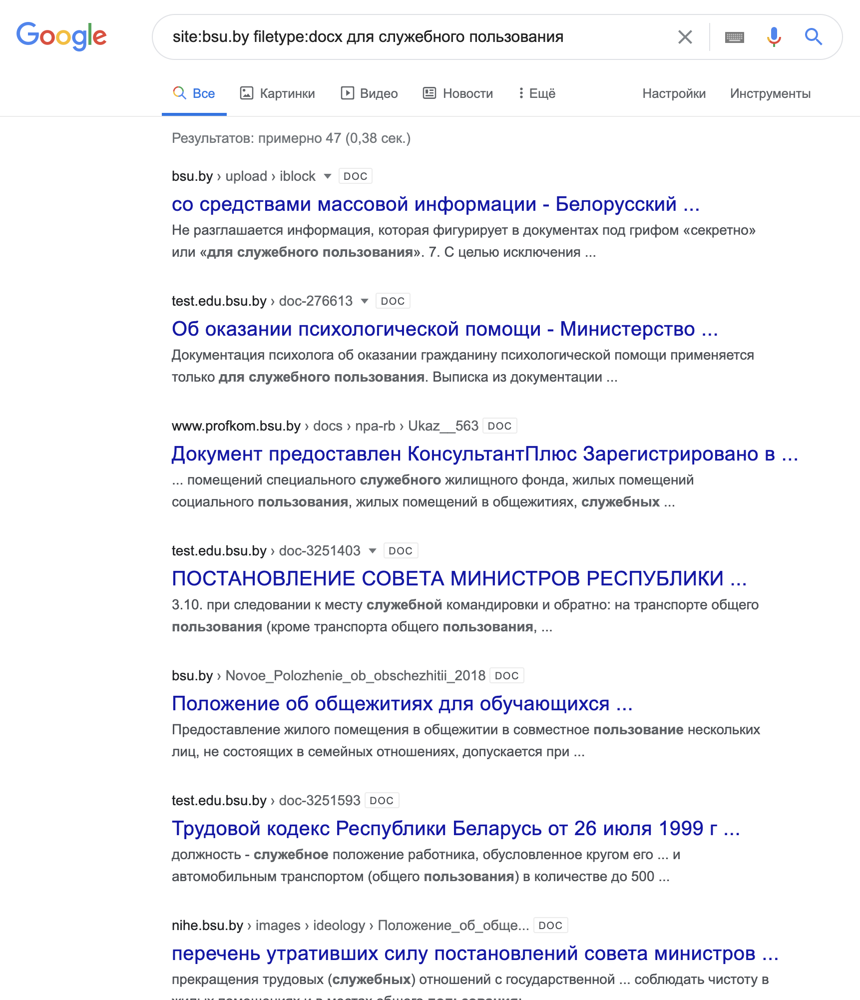 Google
site:bsu.by filetype:docx для служебного пользования
Все Картинки Видео Новости Ещё Настройки Инструменты
Результатов: примерно 47 (0,38 сек.)
bsu.by › upload › iblock DOC
со средствами массовой информации - Белорусский ...
Не разглашается информация, которая фигурирует в документах под грифом «секретно»
или «для служебного пользования». 7. С целью исключения ...
test.edu.bsu.by › doc-276613 DOC
Об оказании психологической помощи - Министерство ...
Документация психолога об оказании гражданину психологической помощи применяется
только для служебного пользования. Выписка из документации ...
www.profkom.bsu.by › docs › npa-rb › Ukaz__563 DOC
Документ предоставлен КонсультантПлюс Зарегистрировано в ...
... помещений специального служебного жилищного фонда, жилых помещений
социального пользования, жилых помещений в общежитиях, служебных ...
test.edu.bsu.by › doc-3251403 DOC
ПОСТАНОВЛЕНИЕ СОВЕТА МИНИСТРОВ РЕСПУБЛИКИ ...
3.10. при следовании к месту служебной командировки и обратно: на транспорте общего
пользования (кроме транспорта общего пользования, ...
bsu.by › Novoe_Polozhenie_ob_obschezhitii_2018 DOC
Положение об общежитиях для обучающихся ...
Предоставление жилого помещения в общежитии в совместное пользование нескольких
лиц, не состоящих в семейных отношениях, допускается при ...
test.edu.bsu.by › doc-3251593 DOC
Трудовой кодекс Республики Беларусь от 26 июля 1999 г ...
должность - служебное положение работника, обусловленное кругом его ... и
автомобильным транспортом (общего пользования) в количестве до 500 ...
nihe.bsu.by › images › ideology › Положение_об_обще... DOC
перечень утративших силу постановлений совета министров ...
прекращения трудовых (служебных) отношений с государственной ... соблюдать чистоту в
жилых помещениях и в местах общего пользования;